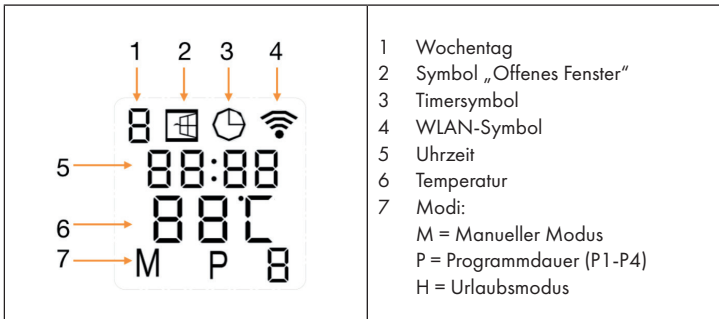 1 2 3 4
8
5 88:88
6 88°C
7 M P 8
1 Wochentag
2 Symbol „Offenes Fenster“
3 Timersymbol
4 WLAN-Symbol
5 Uhrzeit
6 Temperatur
7 Modi:
M = Manueller Modus
P = Programmdauer (P1-P4)
H = Urlaubsmodus